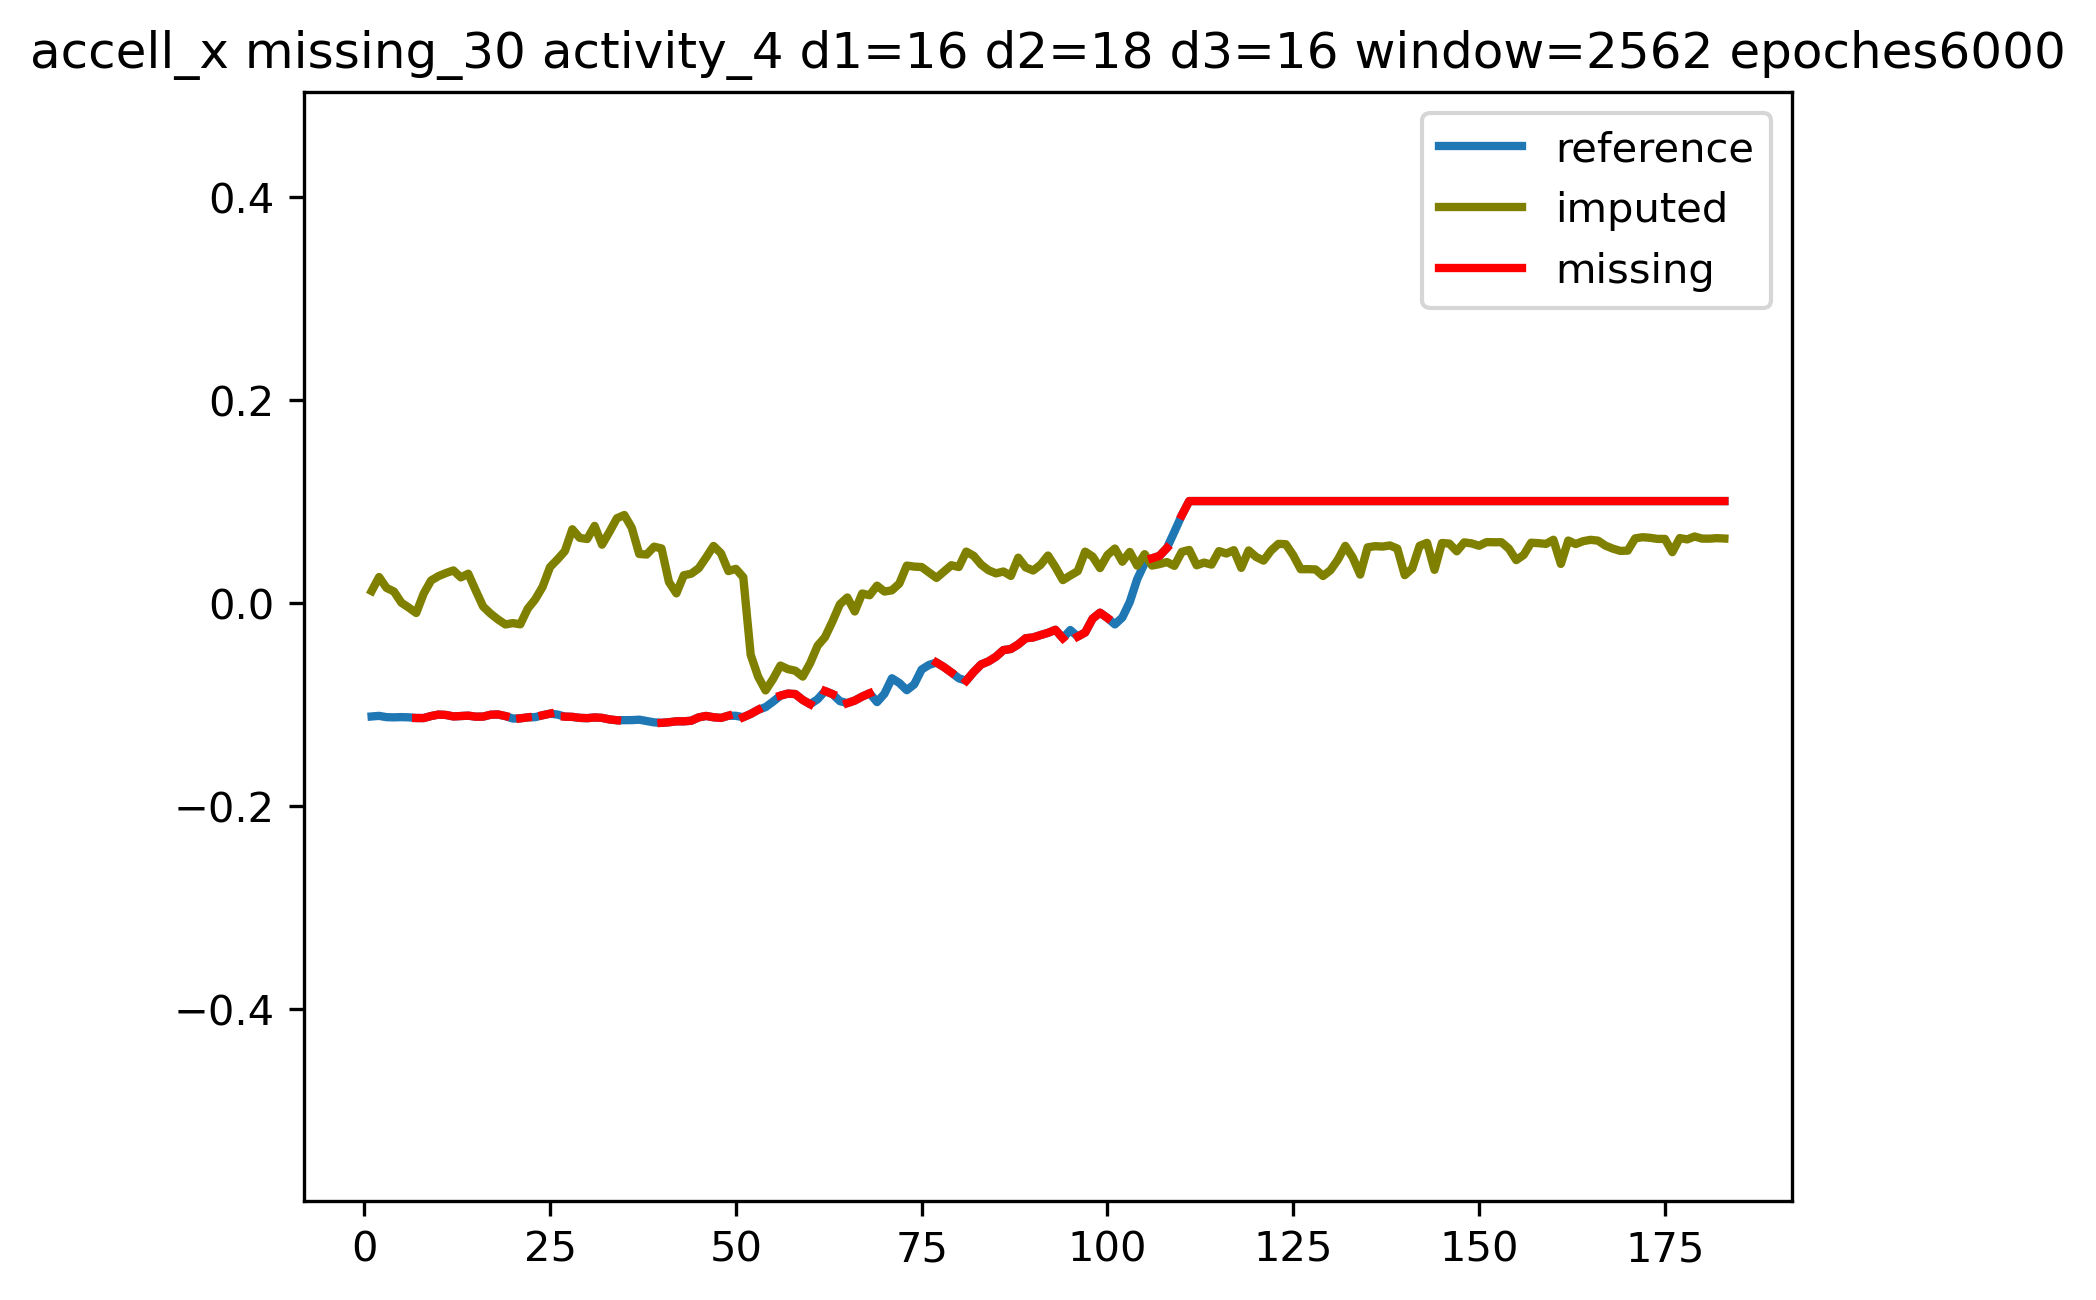 accell_x missing_30 activity_4 d1=16 d2=18 d3=16 window=2562 epoches6000
reference
imputed
missing
0.4
0.2
0.0
−0.2
−0.4
0 25 50 75 100 125 150 175